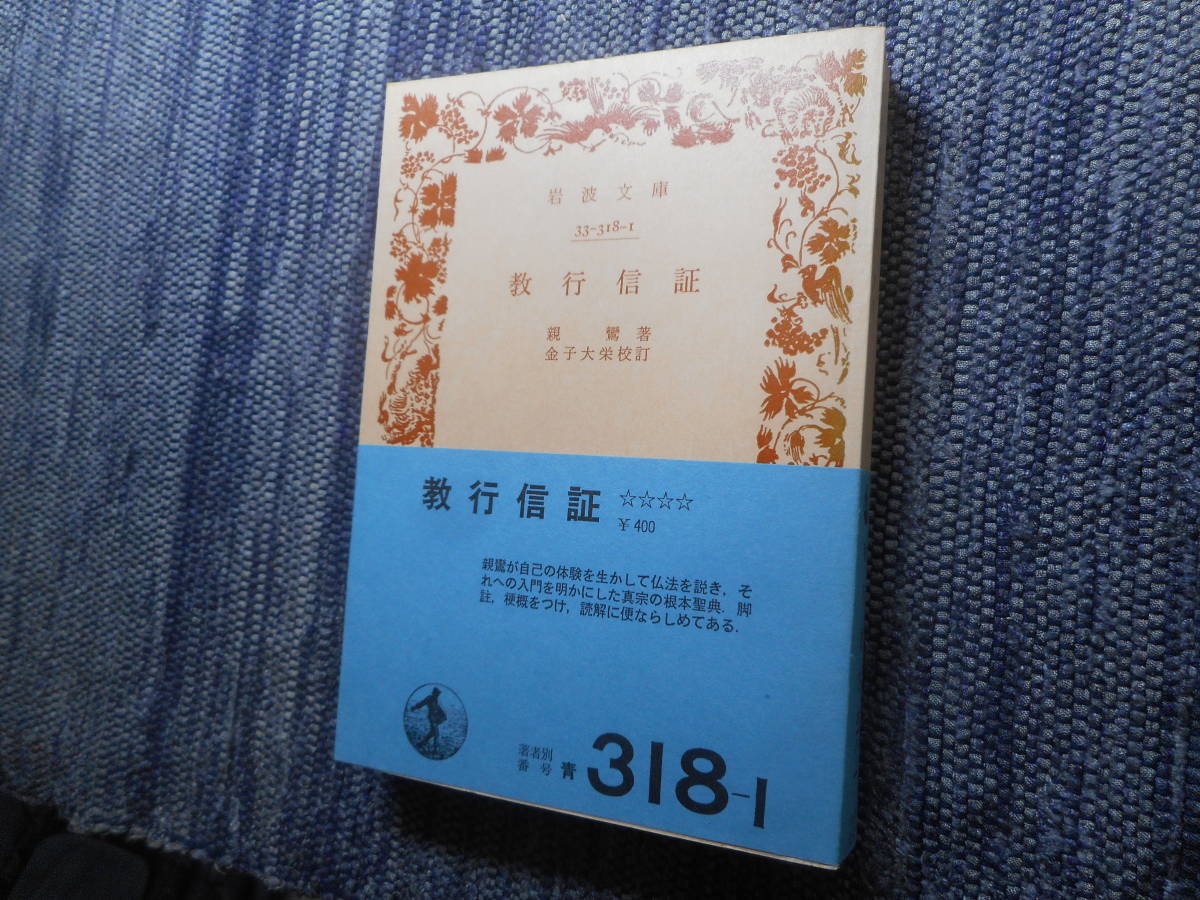 岩波文庫
33-318-1
教行信証
親鸞著
金子大栄校訂
教行信証 ☆☆☆☆
¥400
親鸞が自己の体験を生かして仏法を説き，そ
れへの入門を明かにした真宗の根本聖典．脚
註，梗概をつけ，読解に便ならしめてある．
著者別
番号 青 318-1